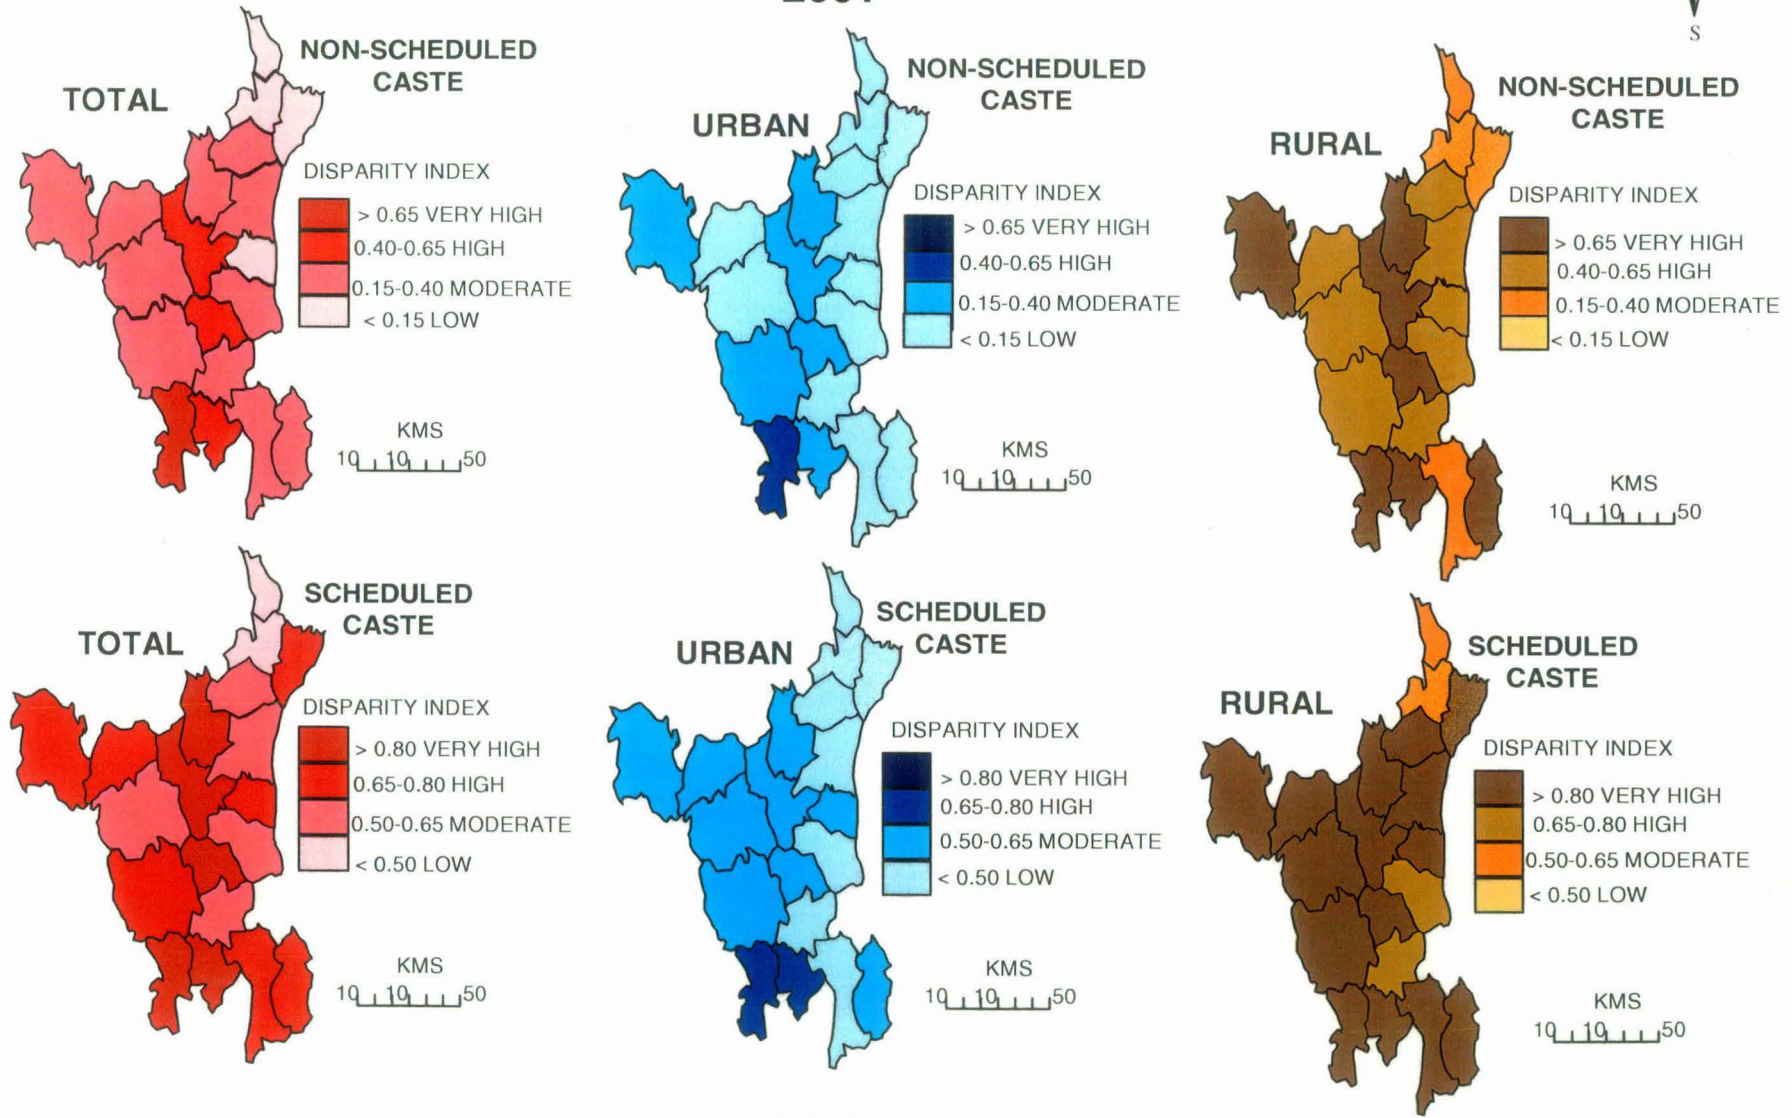 S
NON-SCHEDULED
CASTE
TOTAL
DISPARITY INDEX
> 0.65 VERY HIGH
0.40-0.65 HIGH
0.15-0.40 MODERATE
< 0.15 LOW
KMS
10 10 50
NON-SCHEDULED
CASTE
URBAN
DISPARITY INDEX
> 0.65 VERY HIGH
0.40-0.65 HIGH
0.15-0.40 MODERATE
< 0.15 LOW
KMS
10 10 50
NON-SCHEDULED
CASTE
RURAL
DISPARITY INDEX
> 0.65 VERY HIGH
0.40-0.65 HIGH
0.15-0.40 MODERATE
< 0.15 LOW
KMS
10 10 50
SCHEDULED
CASTE
TOTAL
DISPARITY INDEX
> 0.80 VERY HIGH
0.65-0.80 HIGH
0.50-0.65 MODERATE
< 0.50 LOW
KMS
10 10 50
SCHEDULED
CASTE
URBAN
DISPARITY INDEX
> 0.80 VERY HIGH
0.65-0.80 HIGH
0.50-0.65 MODERATE
< 0.50 LOW
KMS
10 10 50
SCHEDULED
CASTE
RURAL
DISPARITY INDEX
> 0.80 VERY HIGH
0.65-0.80 HIGH
0.50-0.65 MODERATE
< 0.50 LOW
KMS
10 10 50